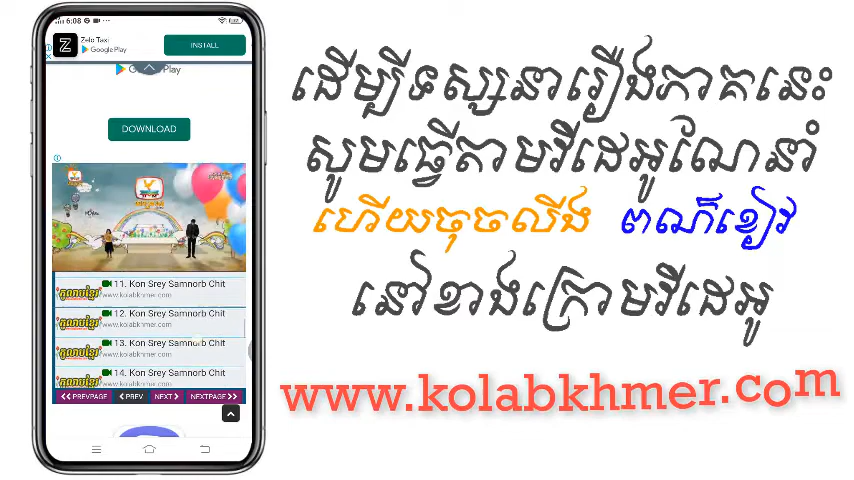 6:08
Zelo Taxi
Google Play
INSTALL
DOWNLOAD
11. Kon Srey Samnorb Chit
www.kolabkhmer.com
12. Kon Srey Samnorb Chit
www.kolabkhmer.com
13. Kon Srey Samnorb Chit
www.kolabkhmer.com
14. Kon Srey Samnorb Chit
www.kolabkhmer.com
PREVPAGE
PREV
NEXT
NEXTPAGE
ដើម្បីទស្សនារឿងភាគនេះ
សូមធ្វើតាមវីដេអូណែនាំ
ហើយចុចលីង ពណ៌ខៀវ
នៅខាងក្រោមវីដេអូ
www.kolabkhmer.com